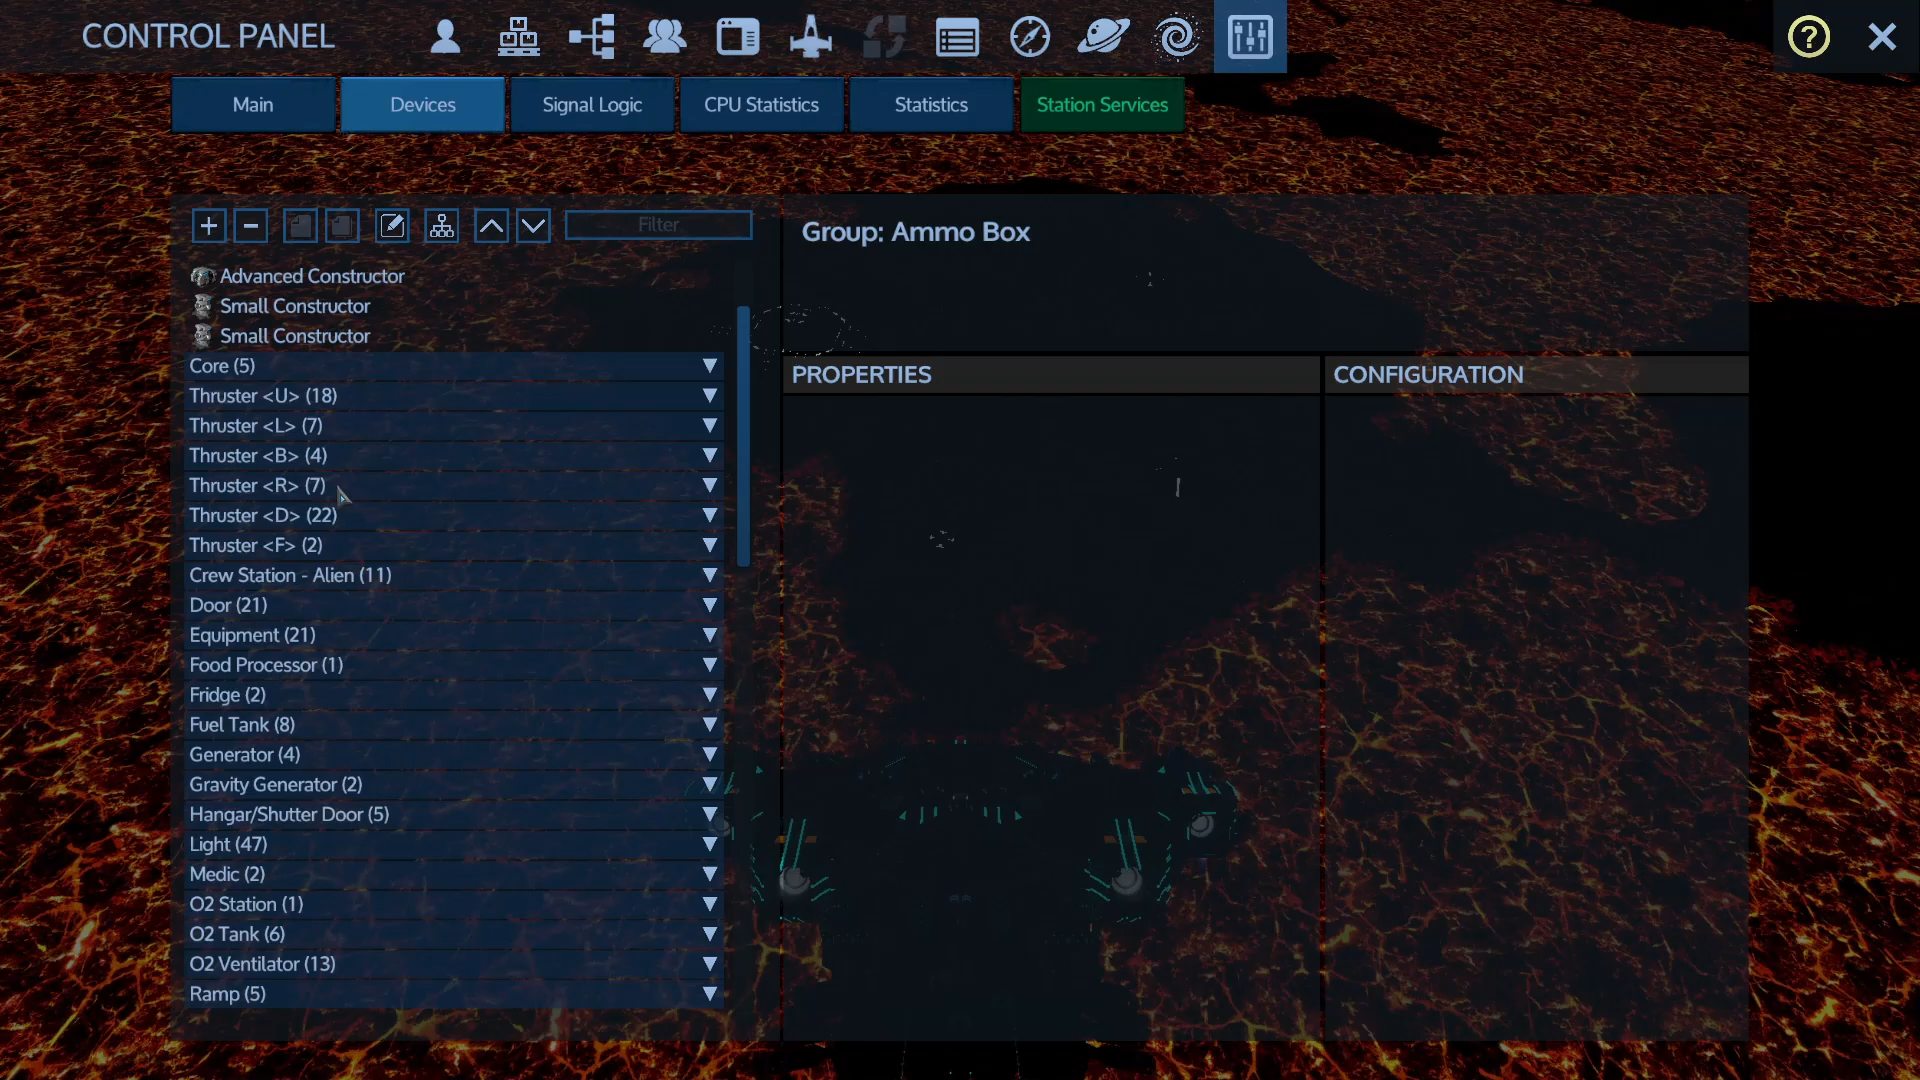 CONTROL PANEL
?
Main
Devices
Signal Logic
CPU Statistics
Statistics
Station Services
Filter
Group: Ammo Box
Advanced Constructor
Small Constructor
Small Constructor
Core (5)
PROPERTIES
CONFIGURATION
Thruster <U> (18)
Thruster <L> (7)
Thruster <B> (4)
Thruster <R> (7)
Thruster <D> (22)
Thruster <F> (2)
Crew Station - Alien (11)
Door (21)
Equipment (21)
Food Processor (1)
Fridge (2)
Fuel Tank (8)
Generator (4)
Gravity Generator (2)
Hangar/Shutter Door (5)
Light (47)
Medic (2)
O2 Station (1)
O2 Tank (6)
O2 Ventilator (13)
Ramp (5)